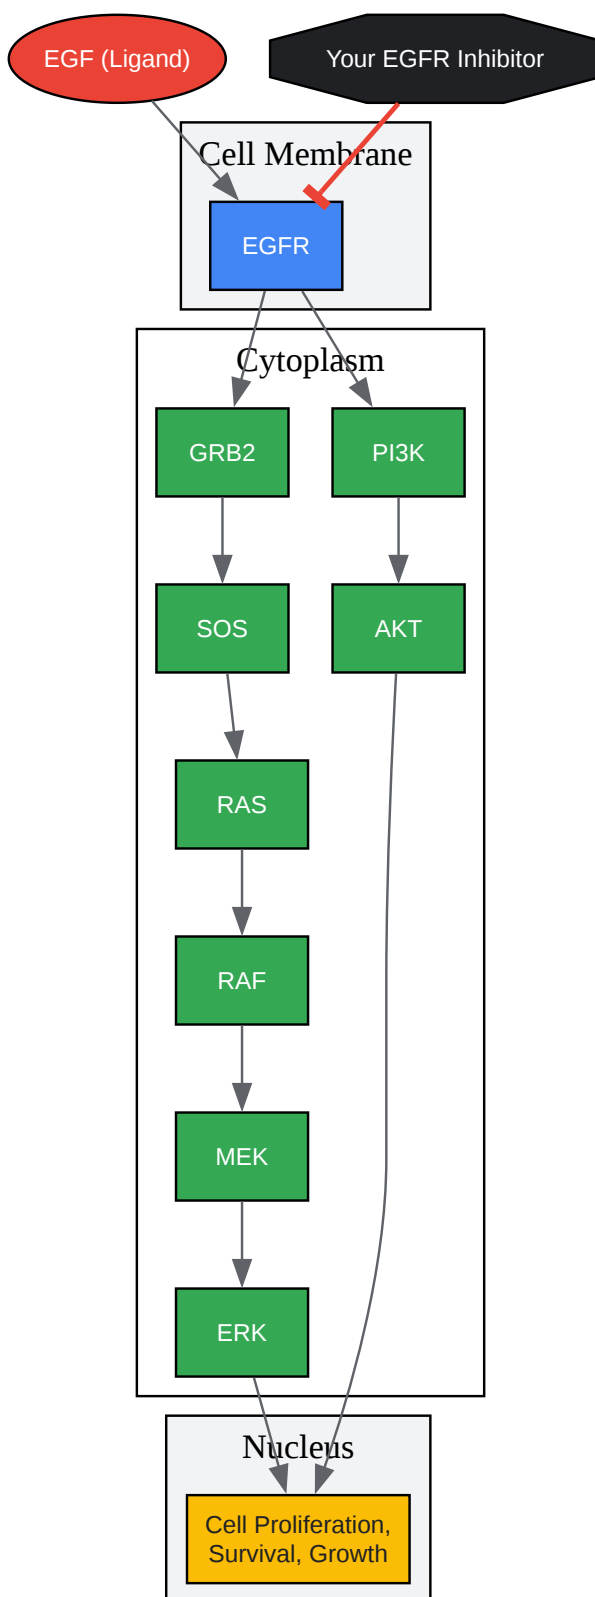 EGF (Ligand)
Your EGFR Inhibitor
Cell Membrane
EGFR
Cytoplasm
GRB2
PI3K
SOS
AKT
RAS
RAF
MEK
ERK
Nucleus
Cell Proliferation,
Survival, Growth